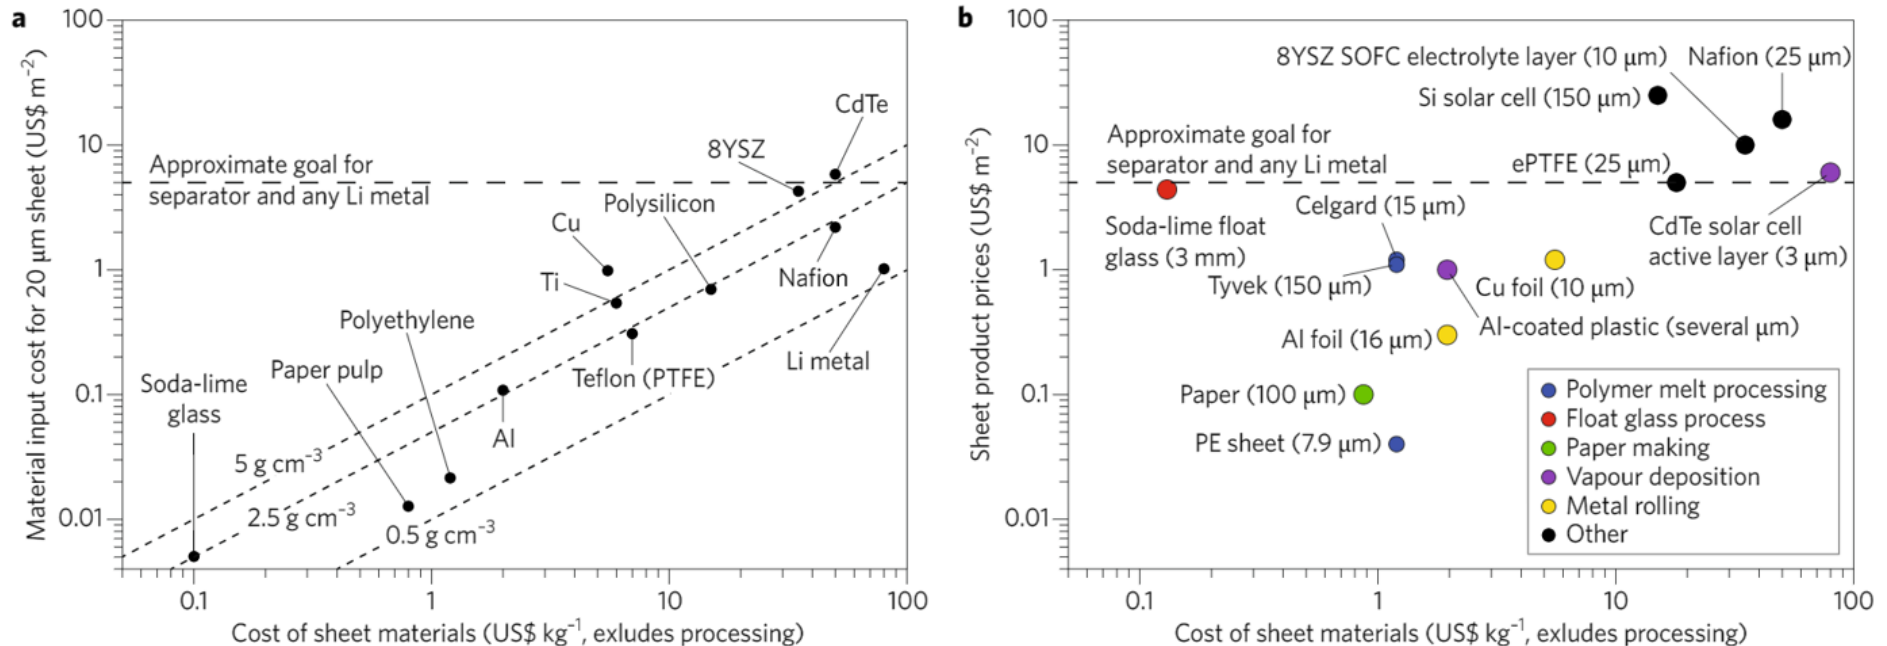 a
Material input cost for 20 μm sheet (US$ m⁻²)
100
10
1
0.1
0.01
Approximate goal for
separator and any Li metal
CdTe
8YSZ
Polysilicon
Cu
Ti
Nafion
Polyethylene
Paper pulp
Teflon (PTFE)
Li metal
Soda-lime
glass
Al
5 g cm⁻³
2.5 g cm⁻³
0.5 g cm⁻³
0.1
1
10
100
Cost of sheet materials (US$ kg⁻¹, exludes processing)
b
Sheet product prices (US$ m⁻²)
100
10
1
0.1
0.01
8YSZ SOFC electrolyte layer (10 μm)
Nafion (25 μm)
Si solar cell (150 μm)
Approximate goal for
separator and any Li metal
ePTFE (25 μm)
Celgard (15 μm)
Soda-lime float
glass (3 mm)
CdTe solar cell
active layer (3 μm)
Tyvek (150 μm)
Cu foil (10 μm)
Al-coated plastic (several μm)
Al foil (16 μm)
Paper (100 μm)
PE sheet (7.9 μm)
Polymer melt processing
Float glass process
Paper making
Vapour deposition
Metal rolling
Other
0.1
1
10
100
Cost of sheet materials (US$ kg⁻¹, exludes processing)